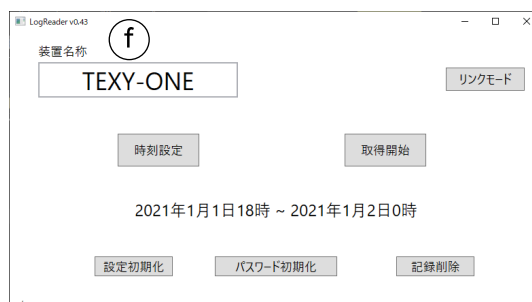 LogReader v0.43
装置名称
f
TEXY-ONE
リンクモード
時刻設定
取得開始
2021年1月1日18時 ~ 2021年1月2日0時
設定初期化
パスワード初期化
記録削除